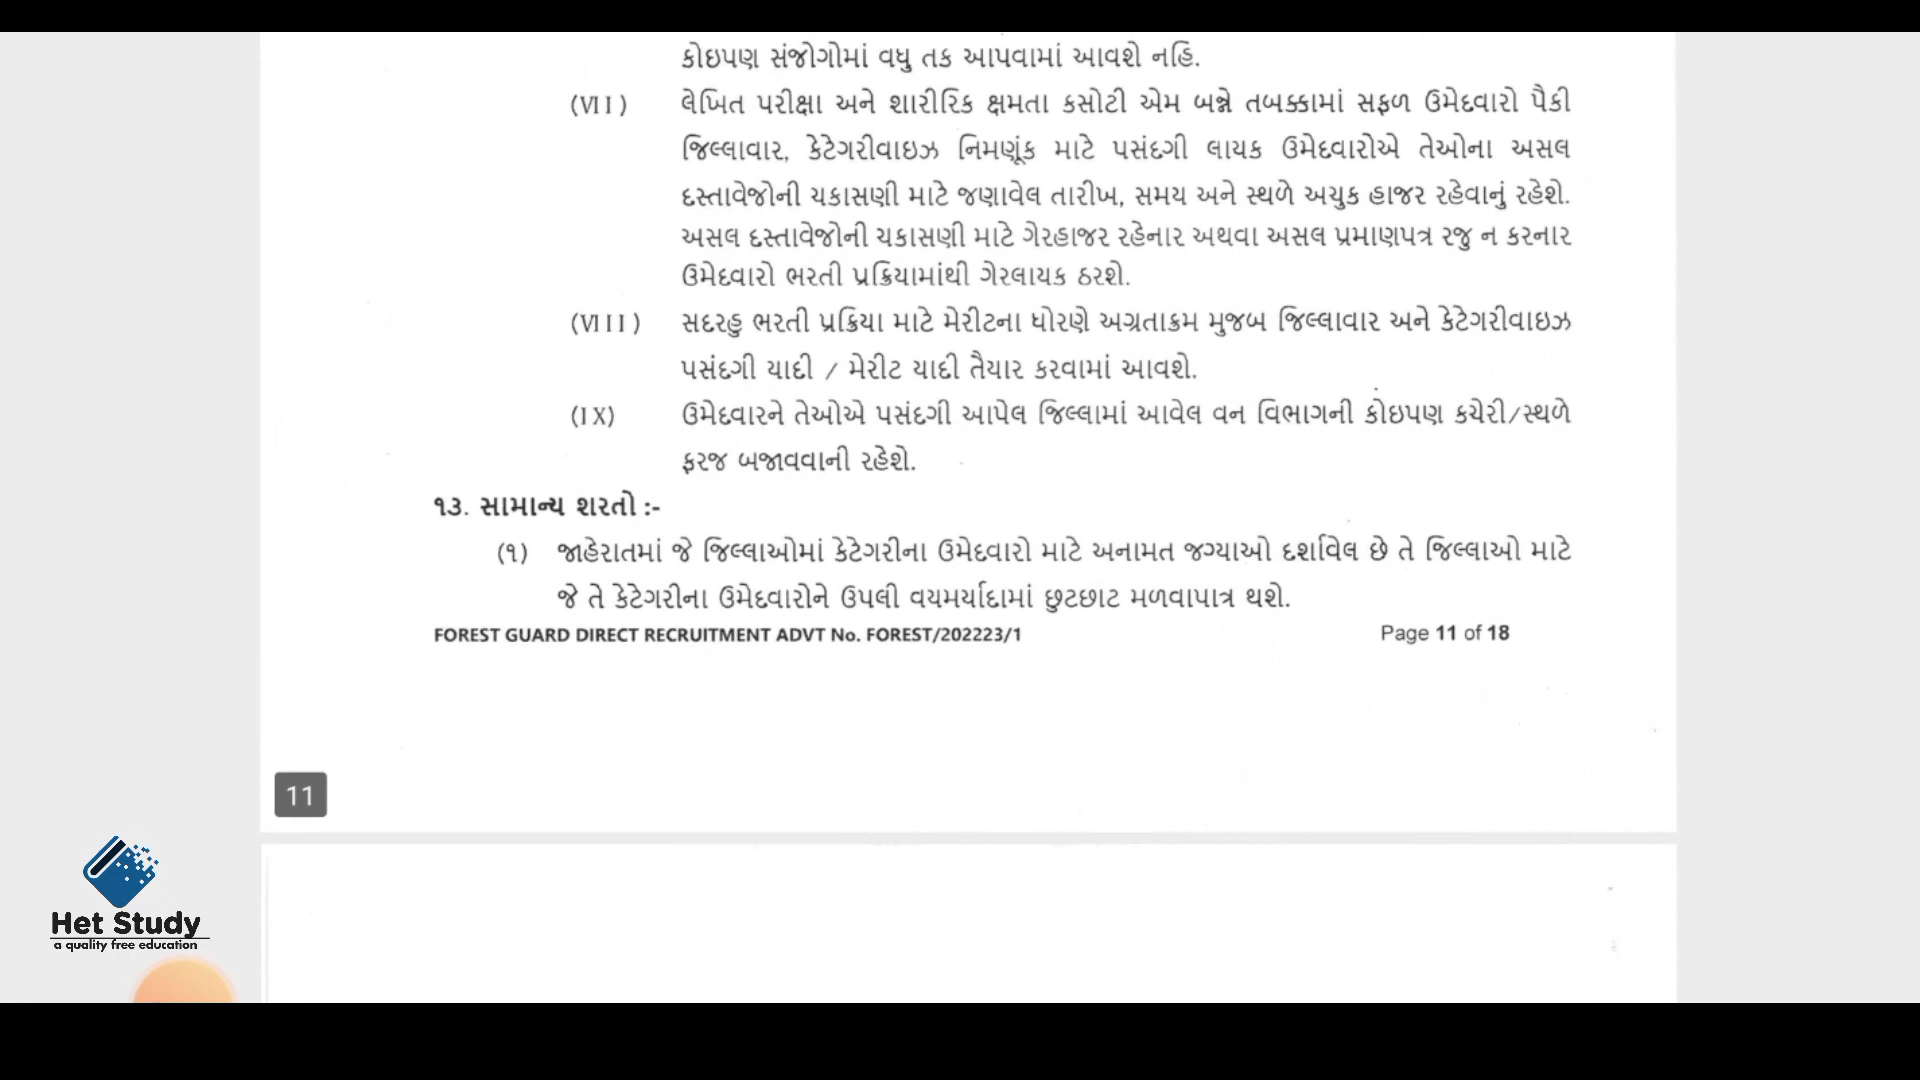 કોઇપણ સંજોગોમાં વધુ તક આપવામાં આવશે નહિ.
(VII) લેખિત પરીક્ષા અને શારીરિક ક્ષમતા કસોટી એમ બન્ને તબક્કામાં સફળ ઉમેદવારો પૈકી
જિલ્લાવાર, કેટેગરીવાઇઝ નિમણૂંક માટે પસંદગી લાયક ઉમેદવારોએ તેઓના અસલ
દસ્તાવેજોની ચકાસણી માટે જણાવેલ તારીખ, સમય અને સ્થળે અચુક હાજર રહેવાનું રહેશે.
અસલ દસ્તાવેજોની ચકાસણી માટે ગેરહાજર રહેનાર અથવા અસલ પ્રમાણપત્ર રજુ ન કરનાર
ઉમેદવારો ભરતી પ્રક્રિયામાંથી ગેરલાયક ઠરશે.
(VIII) સદરહુ ભરતી પ્રક્રિયા માટે મેરીટના ધોરણે અગ્રતાક્રમ મુજબ જિલ્લાવાર અને કેટેગરીવાઇઝ
પસંદગી યાદી / મેરીટ યાદી તૈયાર કરવામાં આવશે.
(IX) ઉમેદવારને તેઓએ પસંદગી આપેલ જિલ્લામાં આવેલ વન વિભાગની કોઇપણ કચેરી/સ્થળે
ફરજ બજાવવાની રહેશે.
૧૩. સામાન્ય શરતો :-
(૧) જાહેરાતમાં જે જિલ્લાઓમાં કેટેગરીના ઉમેદવારો માટે અનામત જગ્યાઓ દર્શાવેલ છે તે જિલ્લાઓ માટે
જે તે કેટેગરીના ઉમેદવારોને ઉપલી વયમર્યાદામાં છુટછાટ મળવાપાત્ર થશે.
FOREST GUARD DIRECT RECRUITMENT ADVT No. FOREST/202223/1 Page 11 of 18
11
Het Study
a quality free education